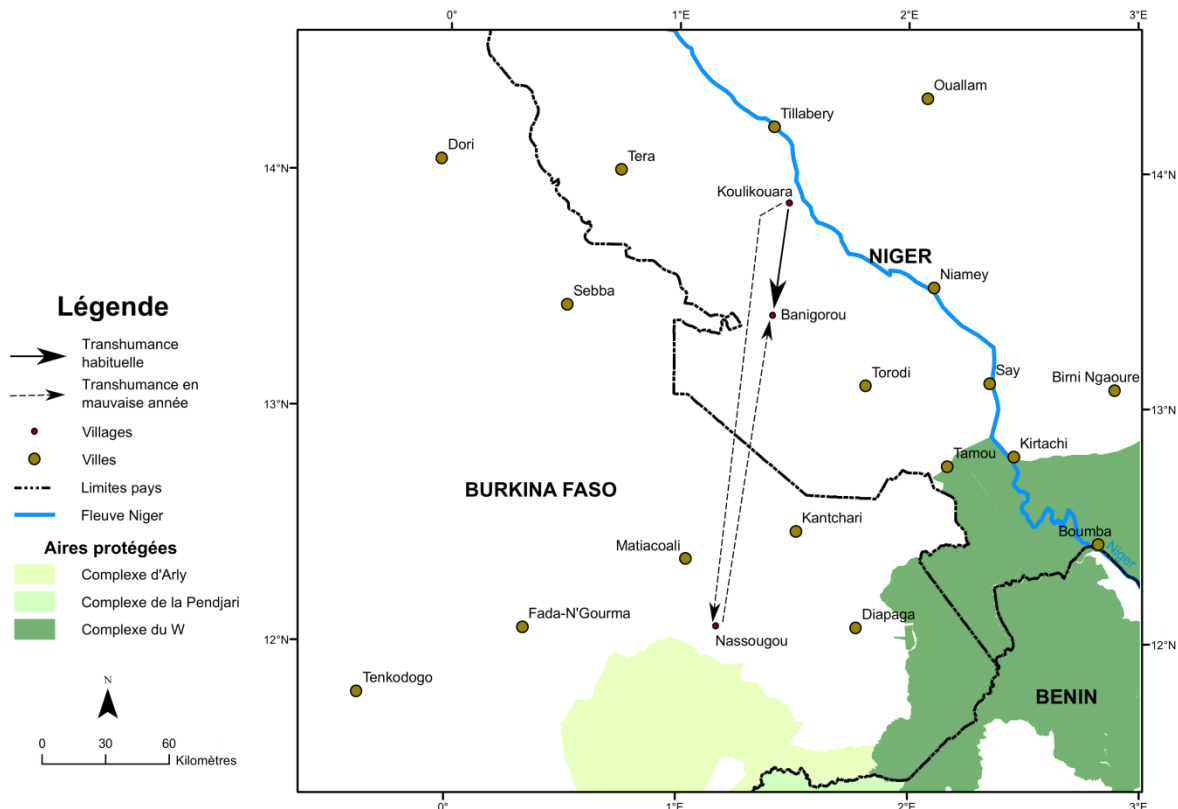 0°
1°E
2°E
3°E
Ouallam
Tillabery
Dori
Tera
14°N
14°N
Koulikouara
NIGER
Niamey
Sebba
Banigorou
Légende
Transhumance
habituelle
Transhumance en
mauvaise année
Villages
Villes
Limites pays
Fleuve Niger
Aires protégées
Complexe d'Arly
Complexe de la Pendjari
Complexe du W
N
0
30
60
Kilomètres
Torodi
Say
Birni Ngaoure
13°N
13°N
Tamou
Kirtachi
BURKINA FASO
Kantchari
Matiacoali
Boumba
Niger
Fada-N'Gourma
Diapaga
12°N
12°N
Nassougou
Tenkodogo
BENIN
0°
1°E
2°E
3°E